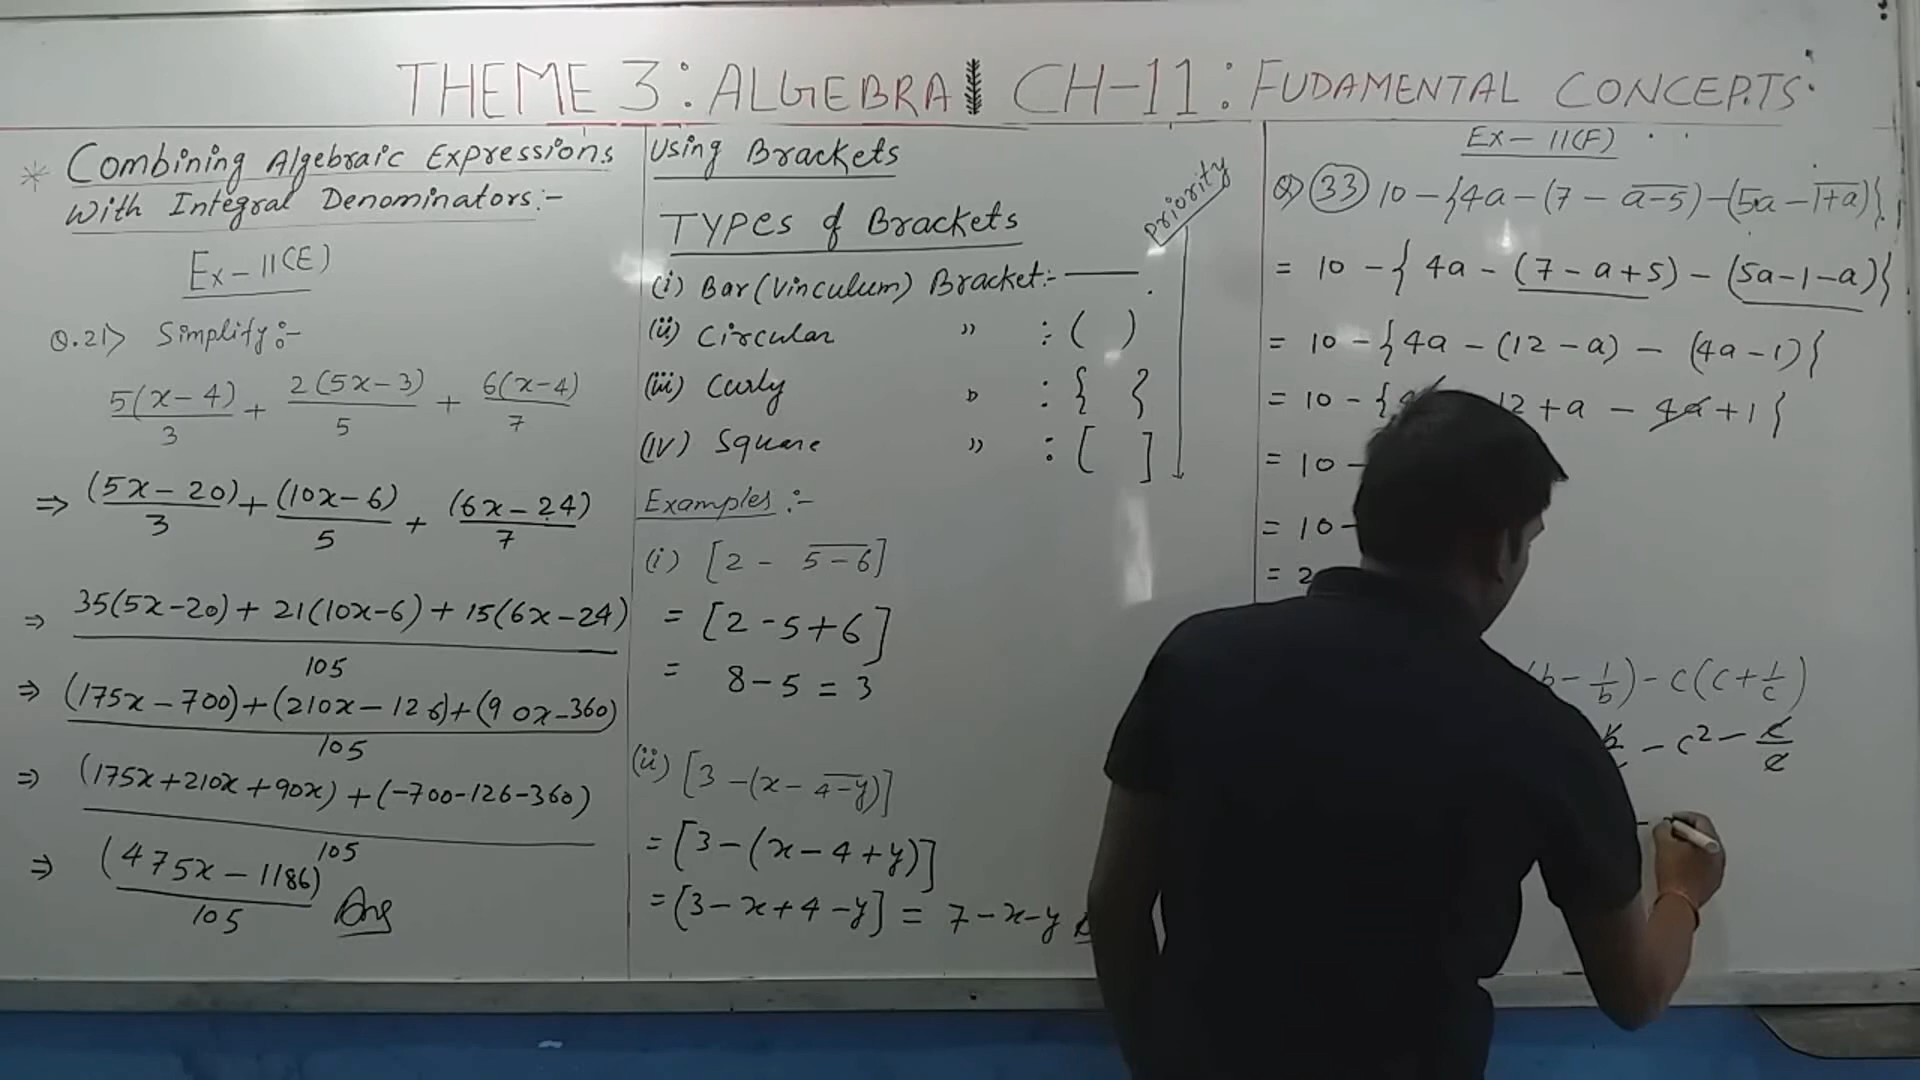 THEME 3: ALGEBRA CH-11: FUDAMENTAL CONCEPTS
* Combining Algebraic Expressions
With Integral Denominators:-
Ex-11(E)
Q.21> Simplify:-
5(x-4)/3 + 2(5x-3)/5 + 6(x-4)/7
⇒ (5x-20)/3 + (10x-6)/5 + (6x-24)/7
⇒ 35(5x-20) + 21(10x-6) + 15(6x-24)
105
⇒ (175x-700)+(210x-126)+(90x-360)
105
⇒ (175x+210x+90x) + (-700-126-360)
105
⇒ (475x-1186)/105 Ans
Using Brackets
TYPes of Brackets
Priority
(i) Bar (Vinculum) Bracket:- ———
(ii) Circular " : ( )
(iii) Curly " : { }
(iv) Square " : [ ]
Examples:-
(i) [2 - 5̅-̅6̅]
= [2-5+6]
= 8-5 = 3
(ii) [3-(x- 4̅-̅y̅)]
= [3-(x-4+y)]
= [3-x+4-y] = 7-x-y
Ex-11(F)
Q> 33 10-{4a-(7- a̅-̅5̅)-(5a- 1̅+̅a̅)}
= 10-{4a-(7-a+5)-(5a-1-a)}
= 10-{4a-(12-a)-(4a-1)}
= 10-{ 12+a-4a+1}
= 10-
= 10-
= 2
b-1/b)-c(c+1/c)
-c²-c/c
-